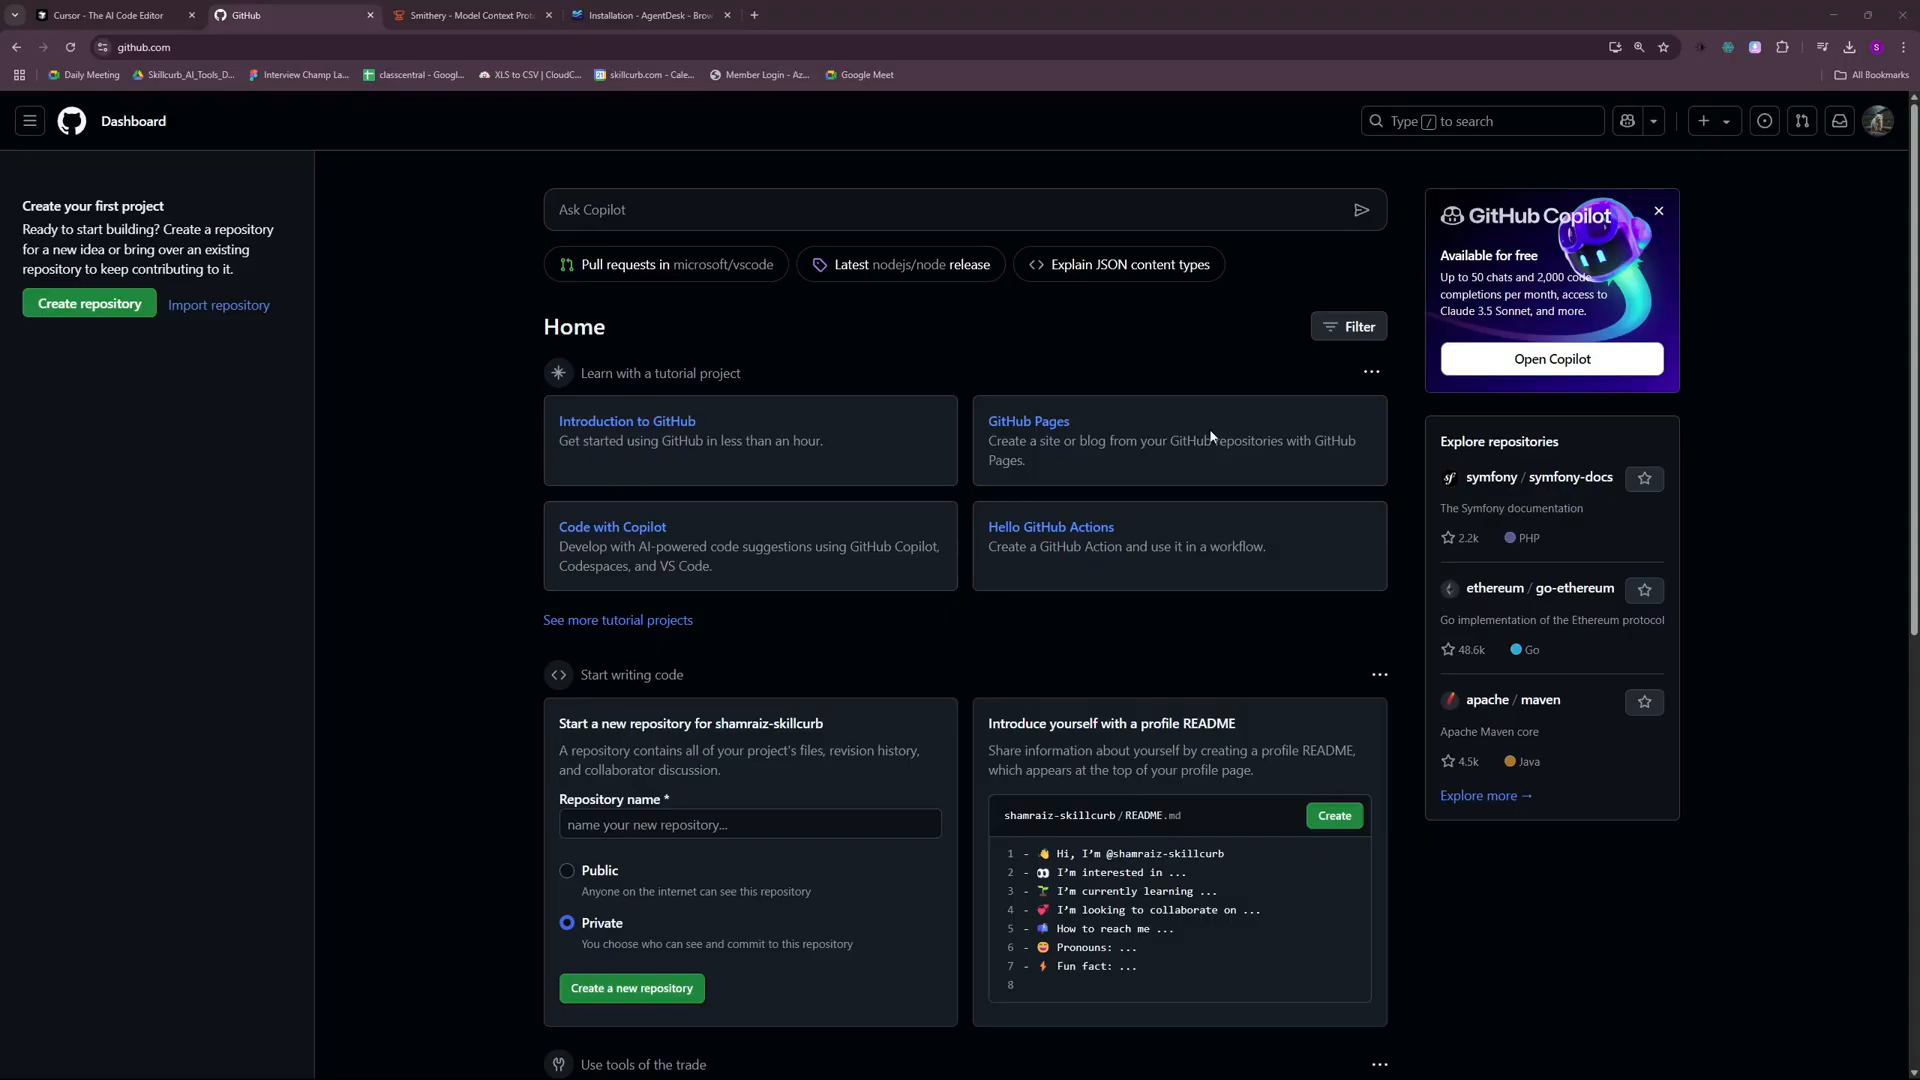 Cursor - The AI Code Editor
GitHub
Smithery - Model Context Prot
Installation - AgentDesk - Brow
github.com
Daily Meeting
Skillcurb_AI_Tools_D...
Interview Champ La...
classcentral - Googl...
XLS to CSV | CloudC...
skillcurb.com - Cale...
Member Login - Az...
Google Meet
All Bookmarks
Dashboard
Type / to search
Create your first project
Ready to start building? Create a repository
for a new idea or bring over an existing
repository to keep contributing to it.
Create repository
Import repository
Ask Copilot
Pull requests in microsoft/vscode
Latest nodejs/node release
Explain JSON content types
Home
Filter
Learn with a tutorial project
Introduction to GitHub
Get started using GitHub in less than an hour.
GitHub Pages
Create a site or blog from your GitHub repositories with GitHub
Pages.
Code with Copilot
Develop with AI-powered code suggestions using GitHub Copilot,
Codespaces, and VS Code.
Hello GitHub Actions
Create a GitHub Action and use it in a workflow.
See more tutorial projects
Start writing code
Start a new repository for shamraiz-skillcurb
A repository contains all of your project's files, revision history,
and collaborator discussion.
Repository name *
name your new repository...
Public
Anyone on the internet can see this repository
Private
You choose who can see and commit to this repository
Create a new repository
Introduce yourself with a profile README
Share information about yourself by creating a profile README,
which appears at the top of your profile page.
shamraiz-skillcurb / README.md
Create
1 - 👋 Hi, I'm @shamraiz-skillcurb
2 - 👀 I'm interested in ...
3 - 🌱 I'm currently learning ...
4 - 💞️ I'm looking to collaborate on ...
5 - 📫 How to reach me ...
6 - 😄 Pronouns: ...
7 - ⚡ Fun fact: ...
8
Use tools of the trade
GitHub Copilot
Available for free
Up to 50 chats and 2,000 code
completions per month, access to
Claude 3.5 Sonnet, and more.
Open Copilot
Explore repositories
symfony / symfony-docs
The Symfony documentation
2.2k
PHP
ethereum / go-ethereum
Go implementation of the Ethereum protocol
48.6k
Go
apache / maven
Apache Maven core
4.5k
Java
Explore more →